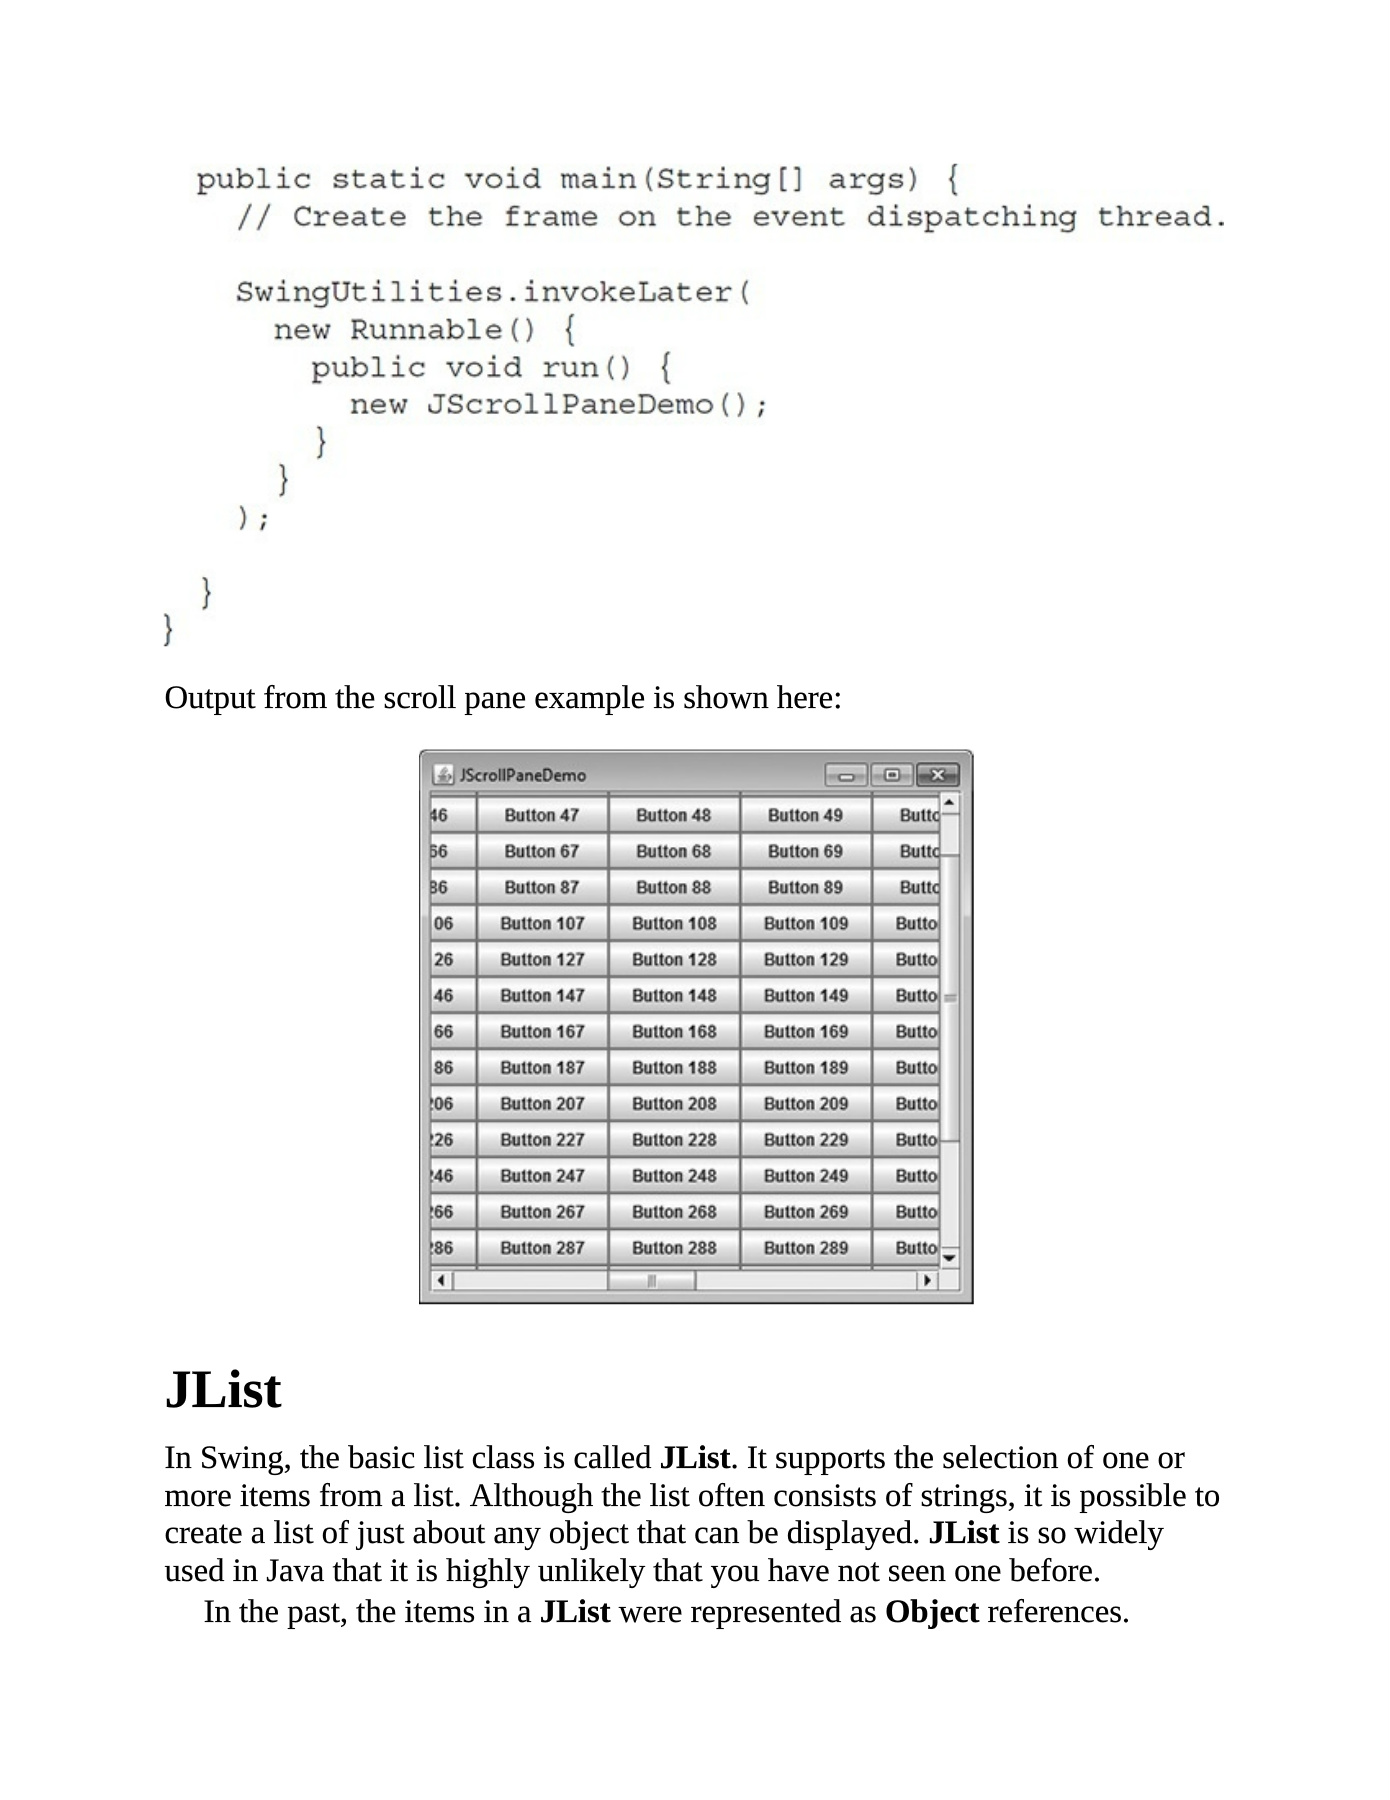 public static void main(String[] args) {
// Create the frame on the event dispatching thread.
SwingUtilities.invokeLater(
new Runnable() {
public void run() {
new JScrollPaneDemo();
}
}
);
}
}
Output from the scroll pane example is shown here:
JScrollPaneDemo
46 Button 47 Button 48 Button 49 Butto
66 Button 67 Button 68 Button 69 Butto
86 Button 87 Button 88 Button 89 Butto
06 Button 107 Button 108 Button 109 Butto
26 Button 127 Button 128 Button 129 Butto
46 Button 147 Button 148 Button 149 Butto
66 Button 167 Button 168 Button 169 Butto
86 Button 187 Button 188 Button 189 Butto
206 Button 207 Button 208 Button 209 Butto
226 Button 227 Button 228 Button 229 Butto
246 Button 247 Button 248 Button 249 Butto
266 Button 267 Button 268 Button 269 Butto
286 Button 287 Button 288 Button 289 Butto
JList
In Swing, the basic list class is called JList. It supports the selection of one or
more items from a list. Although the list often consists of strings, it is possible to
create a list of just about any object that can be displayed. JList is so widely
used in Java that it is highly unlikely that you have not seen one before.
In the past, the items in a JList were represented as Object references.